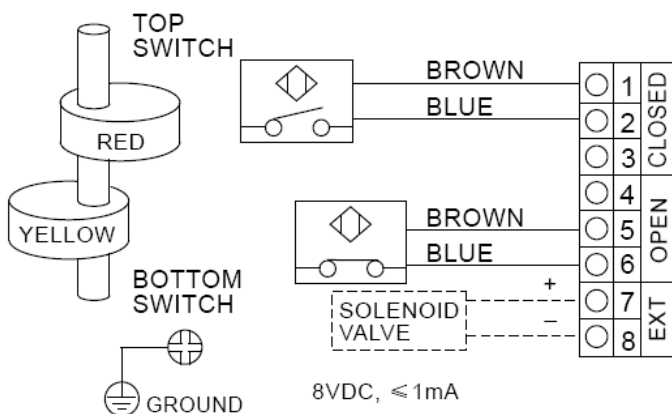 TOP
SWITCH
RED
YELLOW
BOTTOM
SWITCH
GROUND
BROWN
BLUE
BROWN
BLUE
SOLENOID
VALVE
+
–
8VDC, ≤1mA
1
2
3
4
5
6
7
8
CLOSED
OPEN
EXT